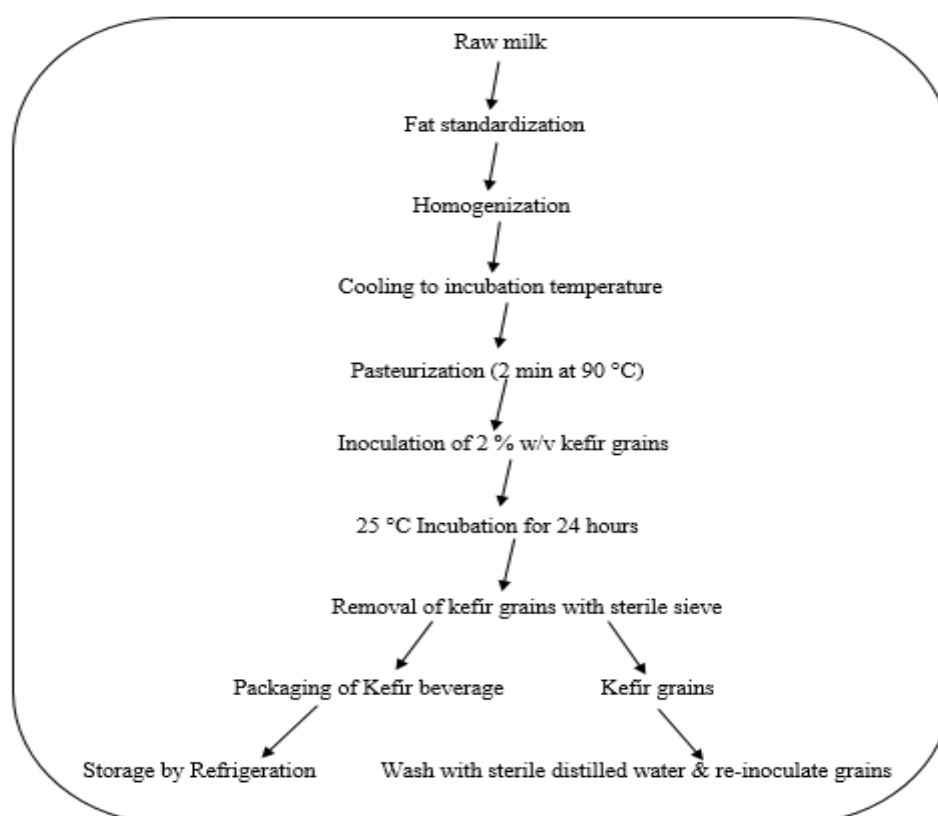 Raw milk
Fat standardization
Homogenization
Cooling to incubation temperature
Pasteurization (2 min at 90 °C)
Inoculation of 2 % w/v kefir grains
25 °C Incubation for 24 hours
Removal of kefir grains with sterile sieve
Packaging of Kefir beverage
Kefir grains
Storage by Refrigeration
Wash with sterile distilled water & re-inoculate grains